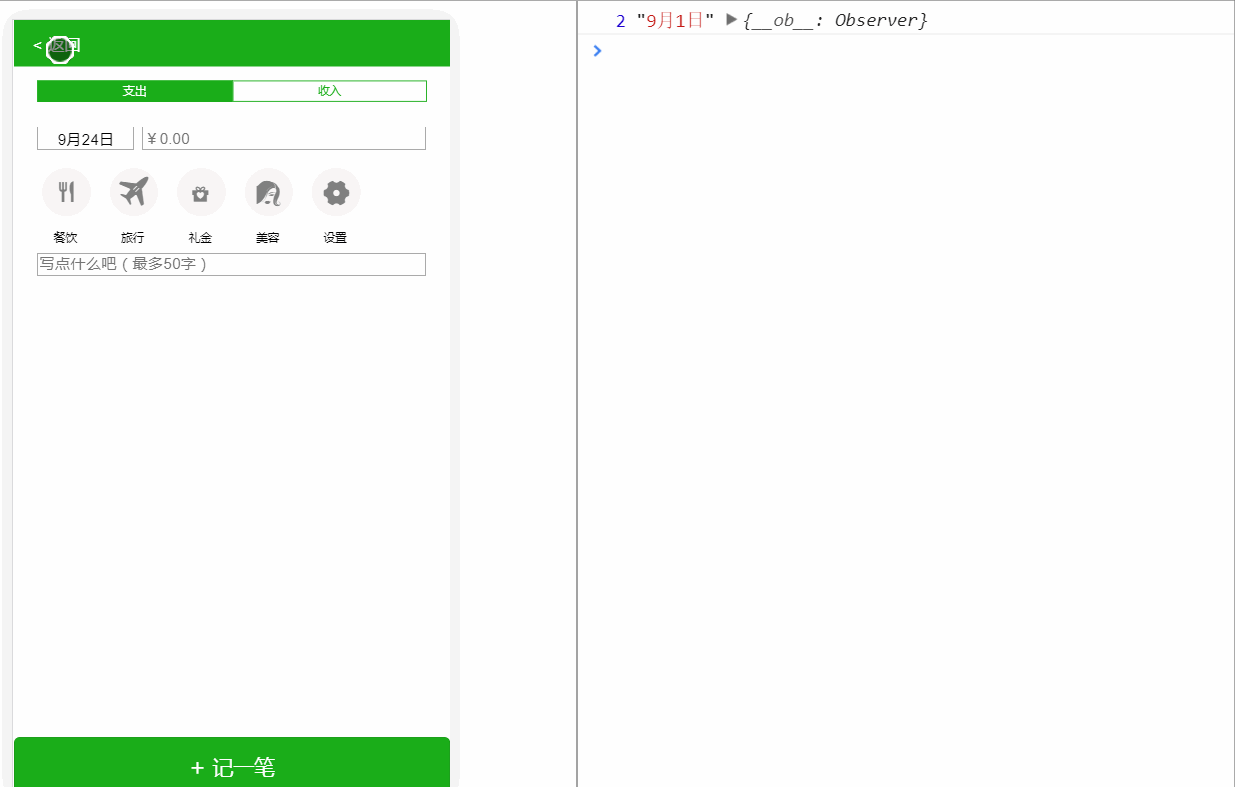 < 返回
支出 收入
9月24日 ¥ 0.00
餐饮 旅行 礼金 美容 设置
写点什么吧（最多50字）
+ 记一笔
2 "9月1日" ▶ {__ob__: Observer}
>